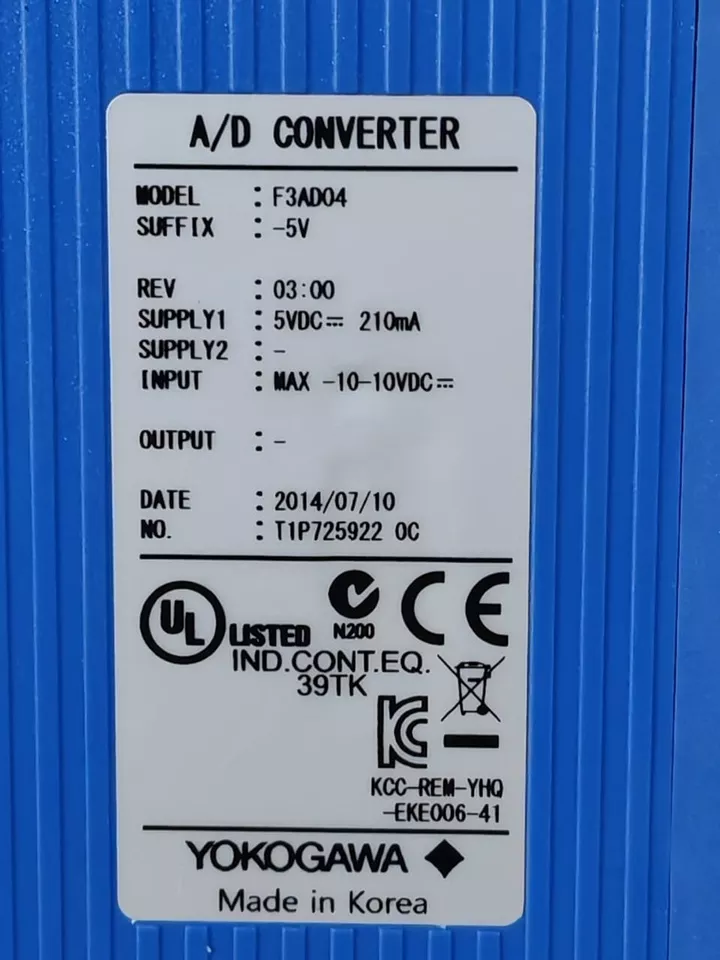 A/D CONVERTER
MODEL : F3AD04
SUFFIX : -5V
REV : 03:00
SUPPLY1 : 5VDC⎓ 210mA
SUPPLY2 : -
INPUT : MAX -10-10VDC⎓
OUTPUT : -
DATE : 2014/07/10
NO. : T1P725922 0C
UL LISTED N200 CE
IND.CONT.EQ.
39TK
KC
KCC-REM-YHQ
-EKE006-41
YOKOGAWA
Made in Korea